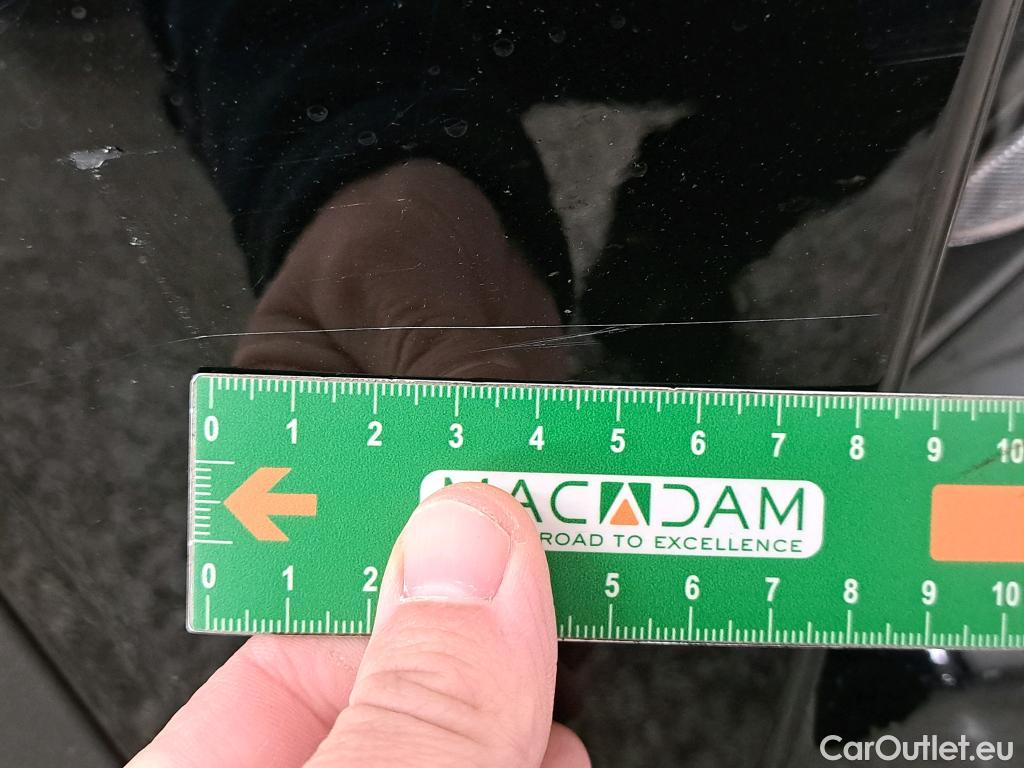 0 1 2 3 4 5 6 7 8 9 10
MACADAM
ROAD TO EXCELLENCE
0 1 2 5 6 7 8 9 10
CarOutlet.eu